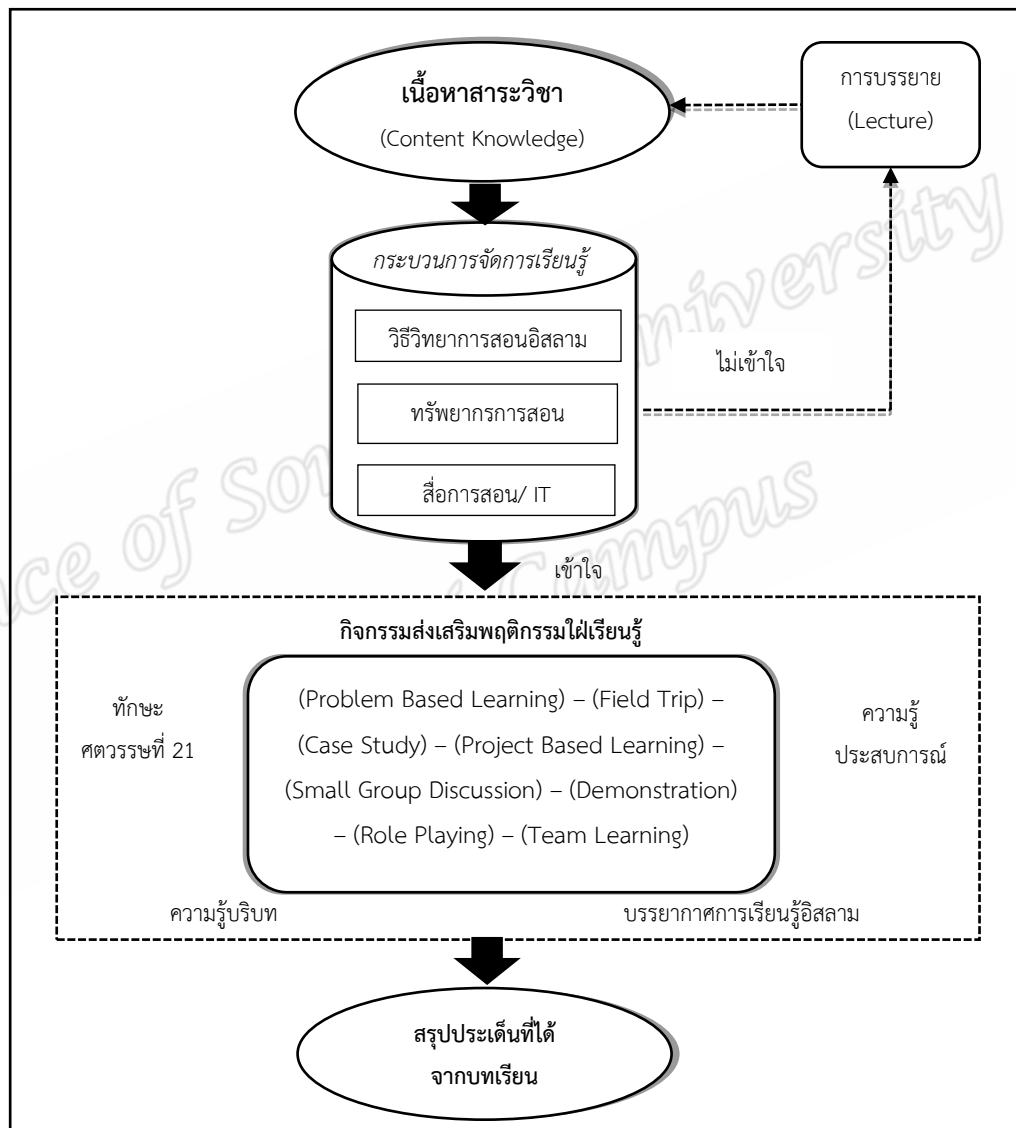 เนื้อหาสาระวิชา
(Content Knowledge)
การบรรยาย
(Lecture)
กระบวนการจัดการเรียนรู้
วิธีวิทยาการสอนอิสลาม
ทรัพยากรการสอน
สื่อการสอน/ IT
ไม่เข้าใจ
เข้าใจ
กิจกรรมส่งเสริมพฤติกรรมใฝ่เรียนรู้
ทักษะ
ศตวรรษที่ 21
(Problem Based Learning) – (Field Trip) –
(Case Study) – (Project Based Learning) –
(Small Group Discussion) – (Demonstration)
– (Role Playing) – (Team Learning)
ความรู้
ประสบการณ์
ความรู้บริบท
บรรยากาศการเรียนรู้อิสลาม
สรุปประเด็นที่ได้
จากบทเรียน
University
Campus